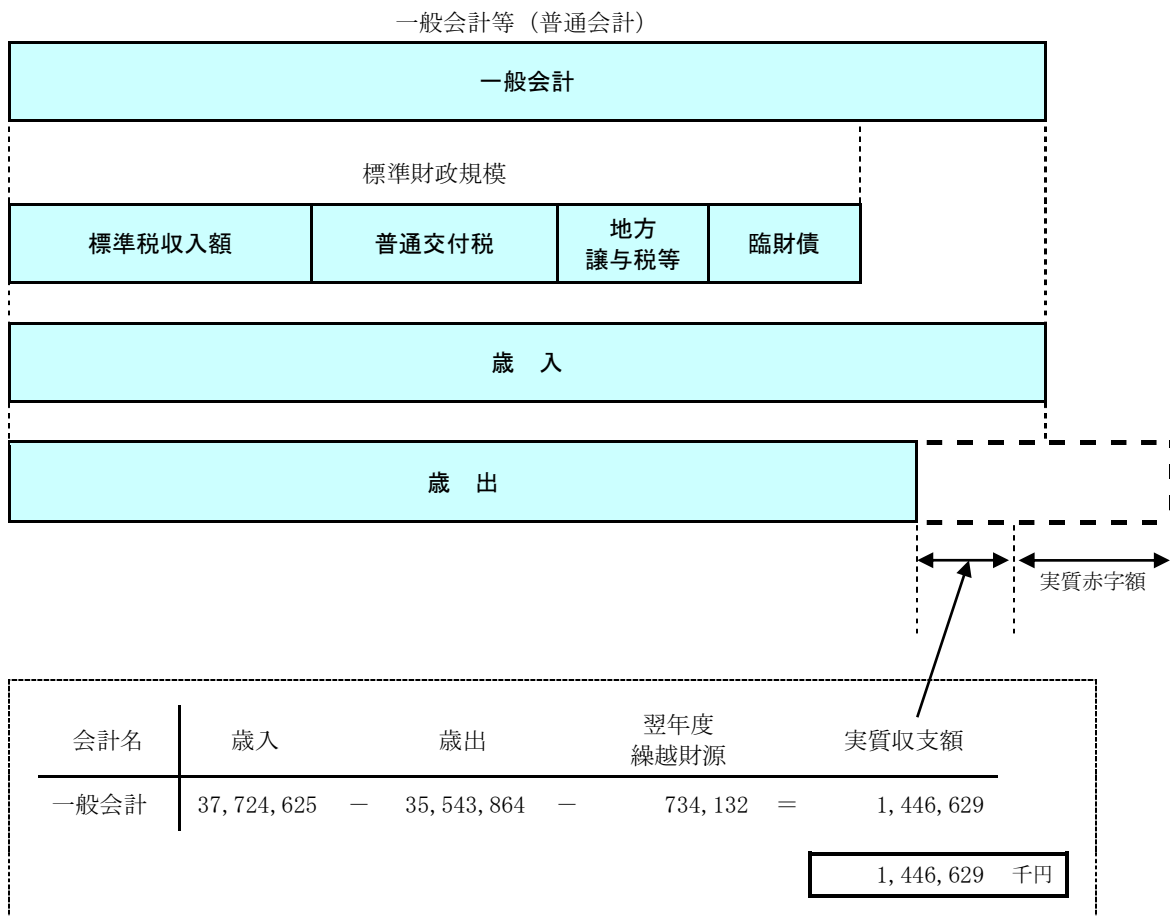 一般会計等（普通会計）
一般会計
標準財政規模
標準税収入額 普通交付税 地方譲与税等 臨財債
歳 入
歳 出
実質赤字額
会計名 歳入 歳出 翌年度繰越財源 実質収支額
一般会計 37,724,625 － 35,543,864 － 734,132 ＝ 1,446,629
1,446,629 千円